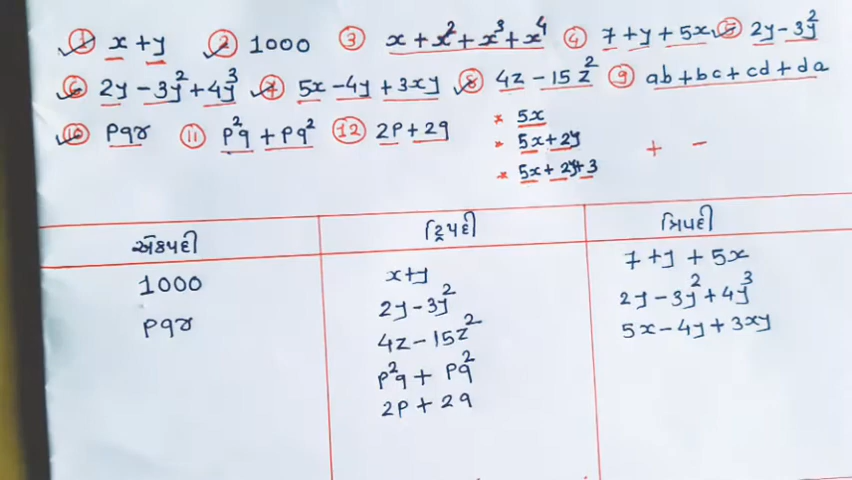 ① x + y ② 1000 ③ x + x² + x³ + x⁴ ④ 7 + y + 5x ⑤ 2y - 3y²
⑥ 2y - 3y² + 4y³ ⑦ 5x - 4y + 3xy ⑧ 4z - 15z² ⑨ ab + bc + cd + da
⑩ pqr ⑪ p²q + pq² ⑫ 2p + 2q
* 5x
* 5x + 2y
* 5x + 2y + 3
+ -
એકપદી દ્વિપદી ત્રિપદી
1000 x+y 7 + y + 5x
pqr 2y - 3y² 2y - 3y² + 4y³
4z - 15z² 5x - 4y + 3xy
p²q + pq²
2p + 2q